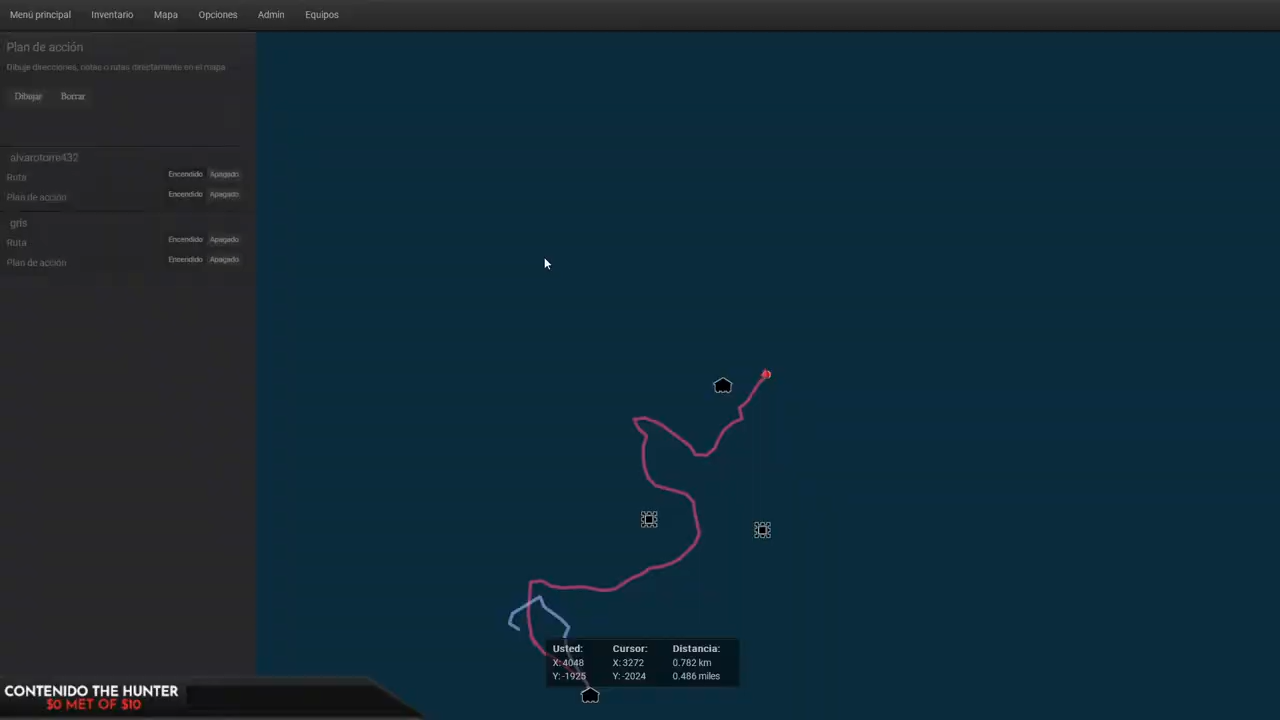 Menú principal Inventario Mapa Opciones Admin Equipos
Plan de acción
Dibuje direcciones, notas o rutas directamente en el mapa
Dibujar Borrar
alvarotorre432
Ruta Encendido Apagado
Plan de acción Encendido Apagado
gris
Ruta Encendido Apagado
Plan de acción Encendido Apagado
Usted: Cursor: Distancia:
X:4048 X: 3272 0.782 km
Y:-1925 Y: -2024 0.486 miles
CONTENIDO THE HUNTER
$0 MET OF $10